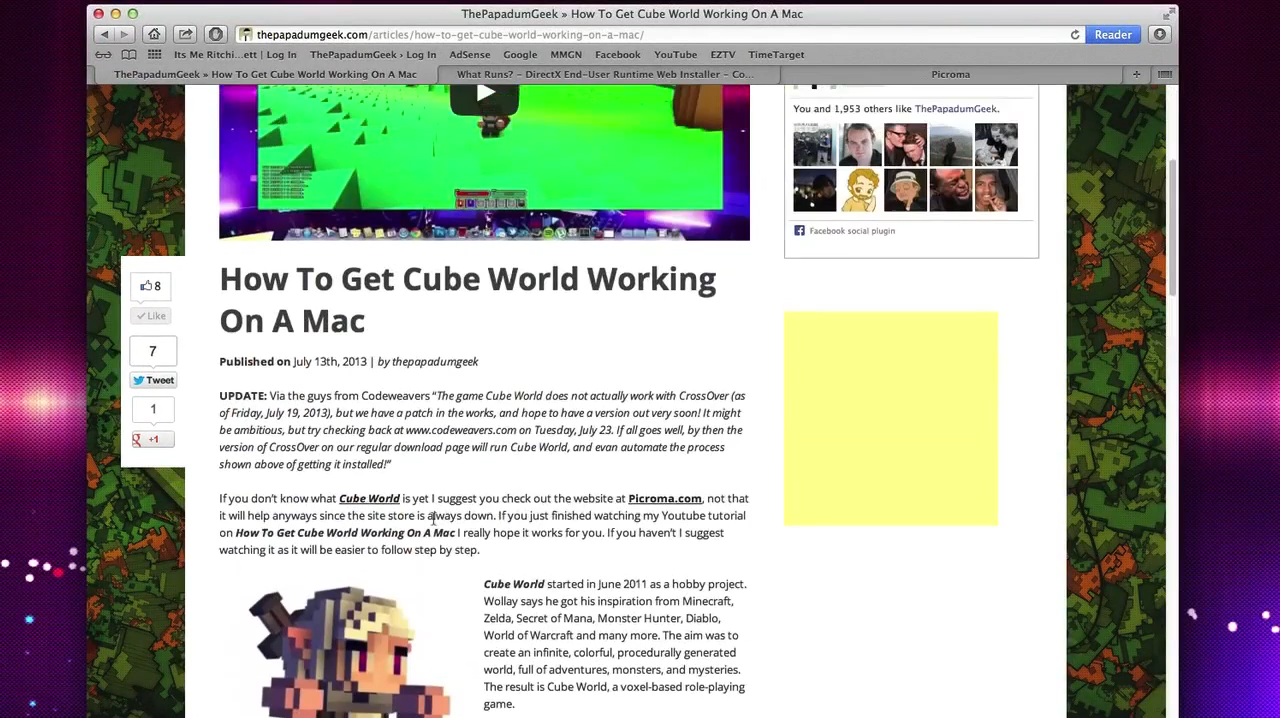 ThePapadumGeek » How To Get Cube World Working On A Mac
thepapadumgeek.com/articles/how-to-get-cube-world-working-on-a-mac/
Reader
Its Me Ritchi...ett | Log In
ThePapadumGeek › Log In
AdSense
Google
MMGN
Facebook
YouTube
EZTV
TimeTarget
ThePapadumGeek » How To Get Cube World Working On A Mac
What Runs? – DirectX End-User Runtime Web Installer – Co...
Picroma
You and 1,953 others like ThePapadumGeek.
Facebook social plugin
8
Like
7
Tweet
1
+1
How To Get Cube World Working
On A Mac
Published on July 13th, 2013 | by thepapadumgeek
UPDATE: Via the guys from Codeweavers “The game Cube World does not actually work with CrossOver (as
of Friday, July 19, 2013), but we have a patch in the works, and hope to have a version out very soon! It might
be ambitious, but try checking back at www.codeweavers.com on Tuesday, July 23. If all goes well, by then the
version of CrossOver on our regular download page will run Cube World, and evan automate the process
shown above of getting it installed!”
If you don’t know what Cube World is yet I suggest you check out the website at Picroma.com, not that
it will help anyways since the site store is always down. If you just finished watching my Youtube tutorial
on How To Get Cube World Working On A Mac I really hope it works for you. If you haven’t I suggest
watching it as it will be easier to follow step by step.
Cube World started in June 2011 as a hobby project.
Wollay says he got his inspiration from Minecraft,
Zelda, Secret of Mana, Monster Hunter, Diablo,
World of Warcraft and many more. The aim was to
create an infinite, colorful, procedurally generated
world, full of adventures, monsters, and mysteries.
The result is Cube World, a voxel-based role-playing
game.